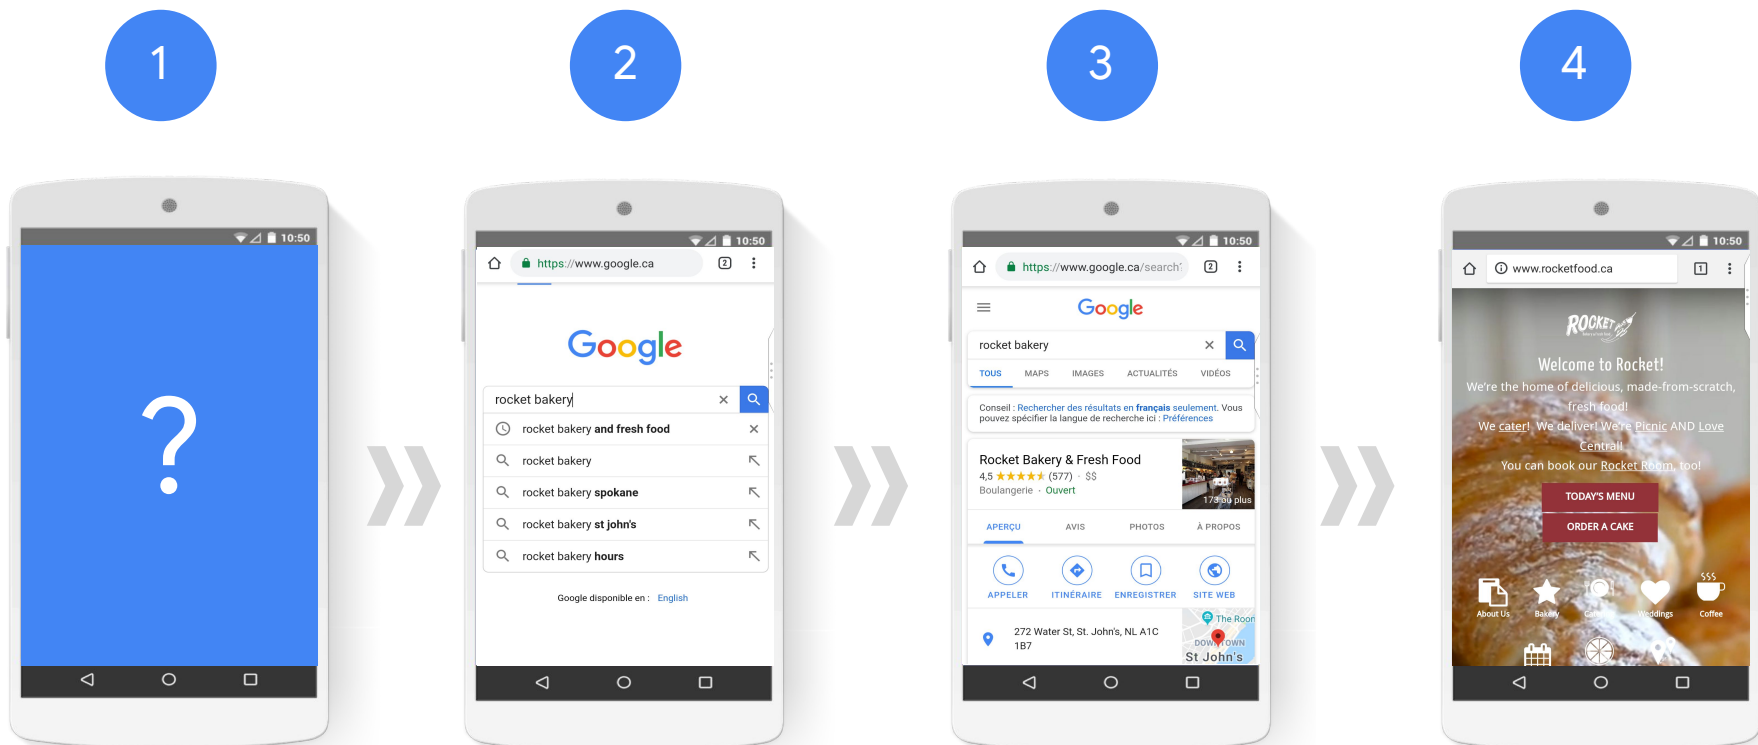 1
2
3
4
10:50
?
10:50
https://www.google.ca
2
Google
rocket bakery
rocket bakery and fresh food
rocket bakery
rocket bakery spokane
rocket bakery st john's
rocket bakery hours
Google disponible en : English
10:50
https://www.google.ca/search?
2
Google
rocket bakery
TOUS MAPS IMAGES ACTUALITÉS VIDÉOS
Conseil : Rechercher des résultats en français seulement. Vous
pouvez spécifier la langue de recherche ici : Préférences
Rocket Bakery & Fresh Food
4,5 (577) · $$
Boulangerie · Ouvert
173 ou plus
APERÇU AVIS PHOTOS À PROPOS
APPELER ITINÉRAIRE ENREGISTRER SITE WEB
272 Water St, St. John's, NL A1C
1B7
The Room
DOWNTOWN
St John's
10:50
www.rocketfood.ca
1
ROCKET
Welcome to Rocket!
We're the home of delicious, made-from-scratch,
fresh food!
We cater! We deliver! We're Picnic AND Love
Central!
You can book our Rocket Room, too!
TODAY'S MENU
ORDER A CAKE
About Us Bakery Weddings Coffee